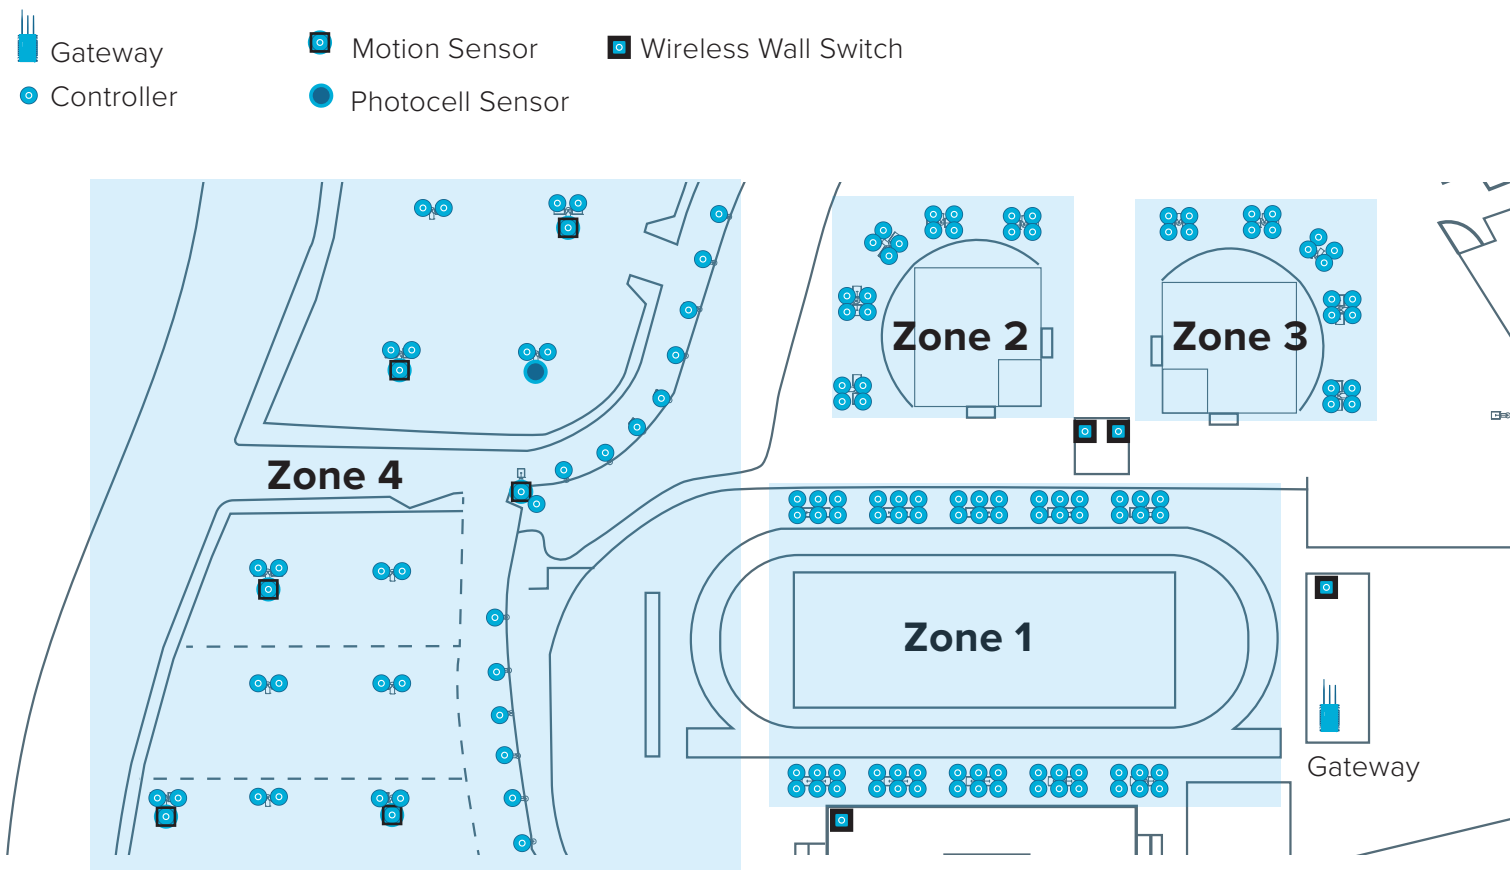 Gateway
Motion Sensor
Wireless Wall Switch
Controller
Photocell Sensor
Zone 2
Zone 3
Zone 4
Zone 1
Gateway